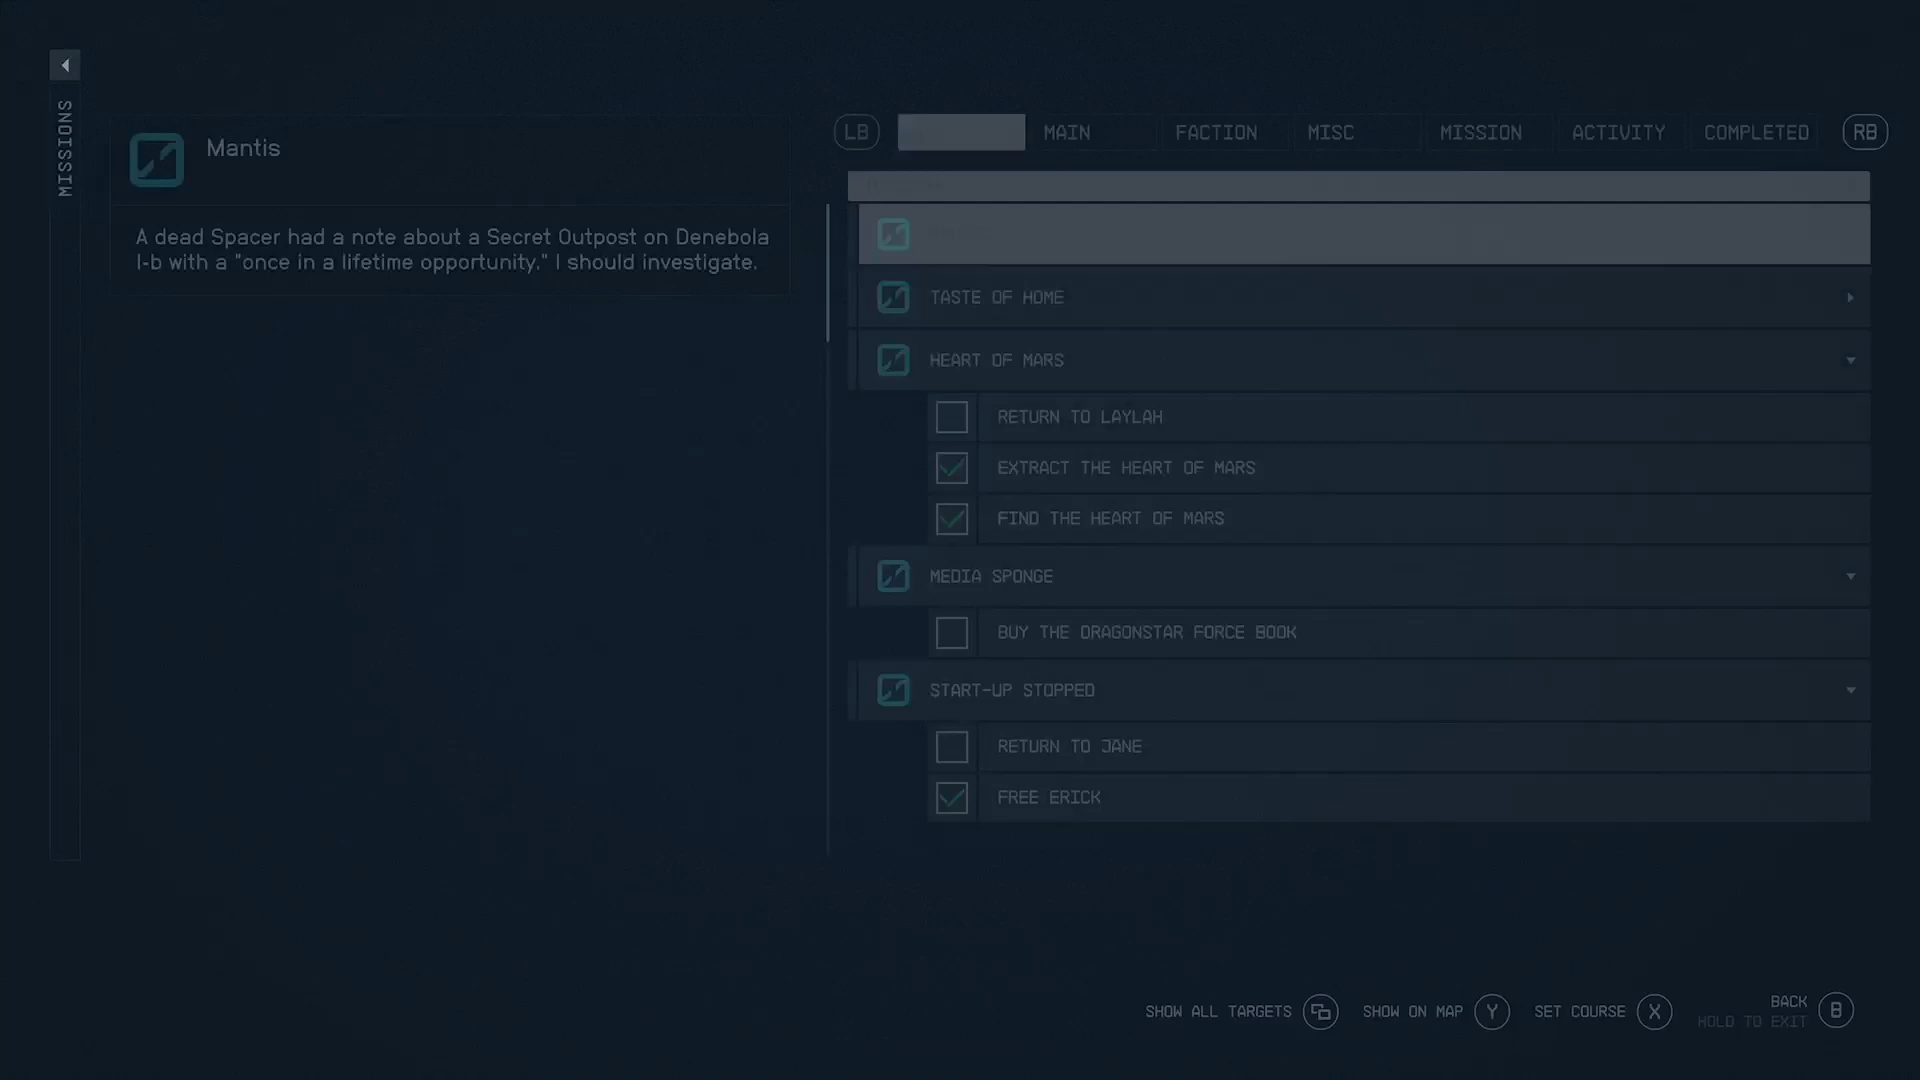 MISSIONS
Mantis
A dead Spacer had a note about a Secret Outpost on Denebola
I-b with a "once in a lifetime opportunity." I should investigate.
LB
MAIN
FACTION
MISC
MISSION
ACTIVITY
COMPLETED
RB
TASTE OF HOME
HEART OF MARS
RETURN TO LAYLAH
EXTRACT THE HEART OF MARS
FIND THE HEART OF MARS
MEDIA SPONGE
BUY THE DRAGONSTAR FORCE BOOK
START-UP STOPPED
RETURN TO JANE
FREE ERICK
SHOW ALL TARGETS
SHOW ON MAP Y
SET COURSE X
BACK B
HOLD TO EXIT